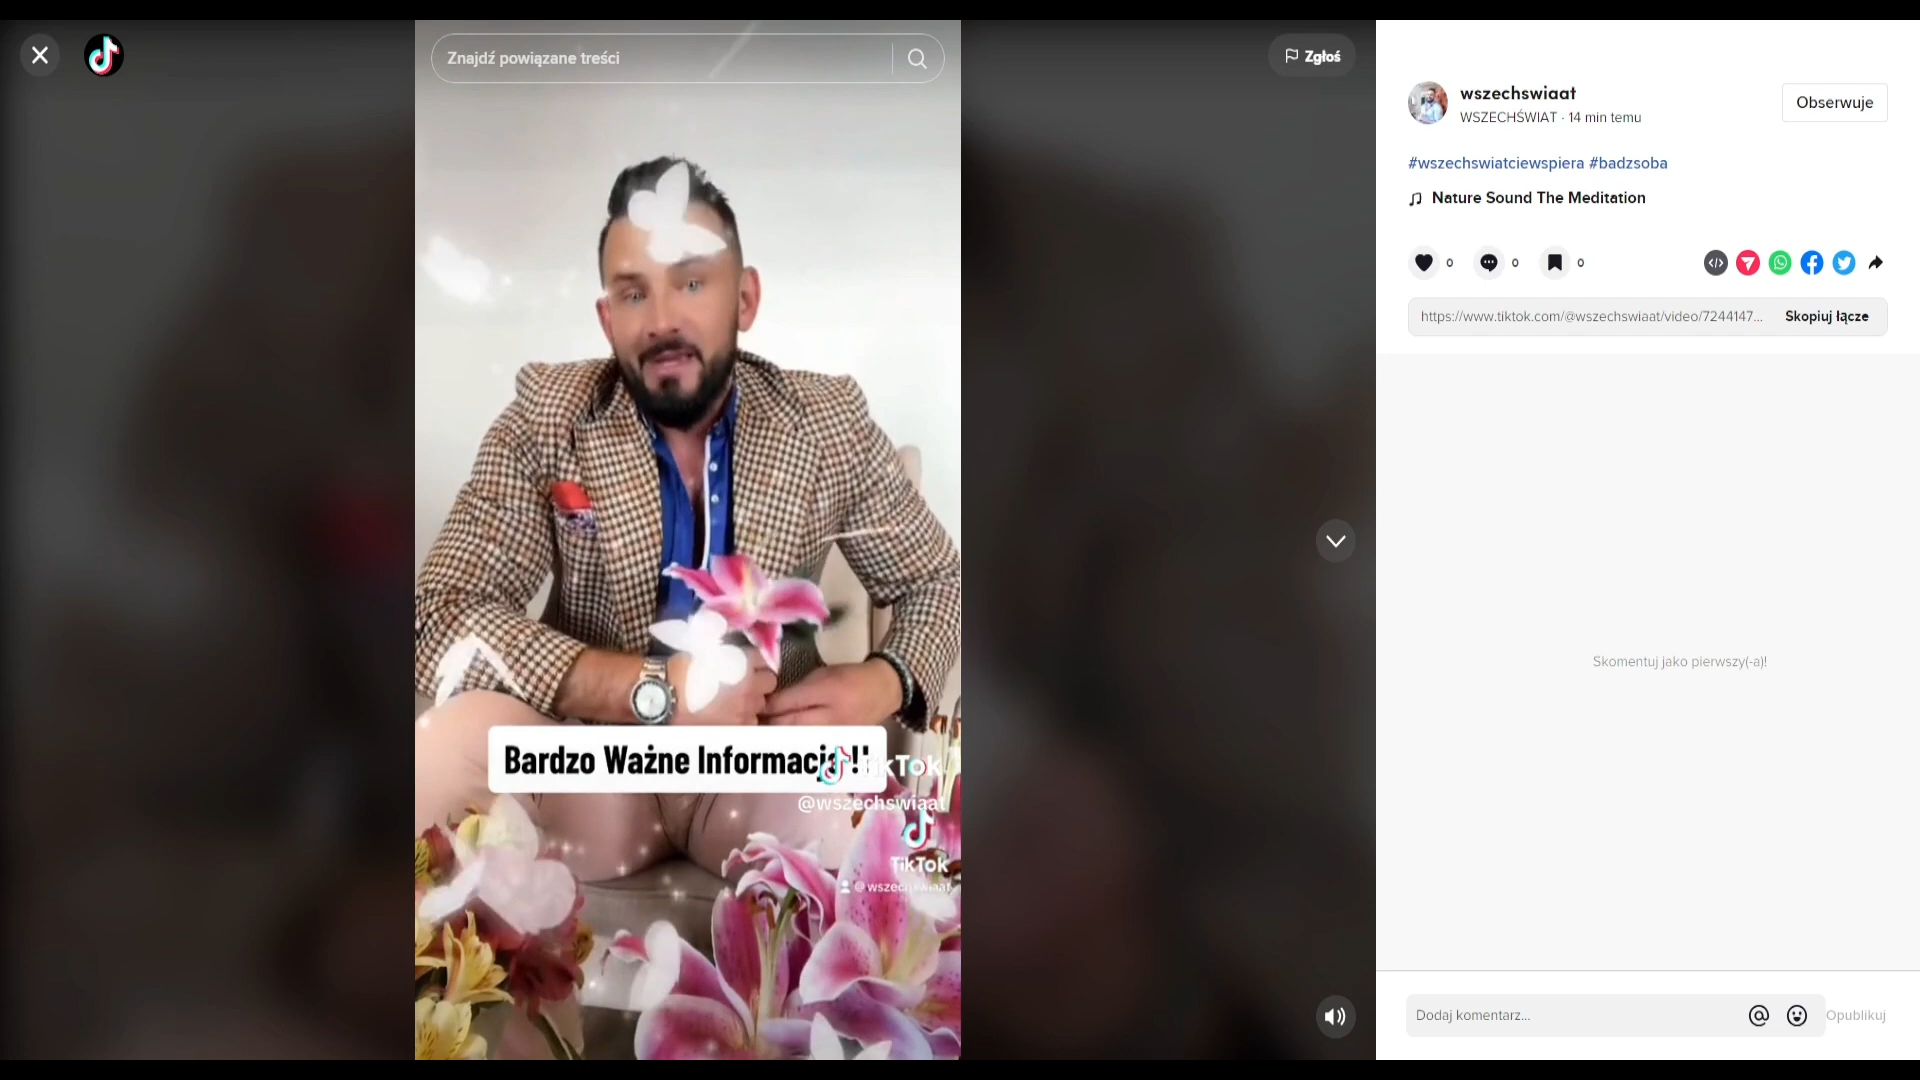 Znajdź powiązane treści
Zgłoś
Bardzo Ważne Informacje!!
TikTok
@wszechswiaat
TikTok
@wszechswiaat
wszechswiaat
WSZECHŚWIAT · 14 min temu
Obserwuje
#wszechswiatciewspiera #badzsoba
Nature Sound The Meditation
0
0
0
https://www.tiktok.com/@wszechswiaat/video/7244147...
Skopiuj łącze
Skomentuj jako pierwszy(-a)!
Dodaj komentarz...
Opublikuj